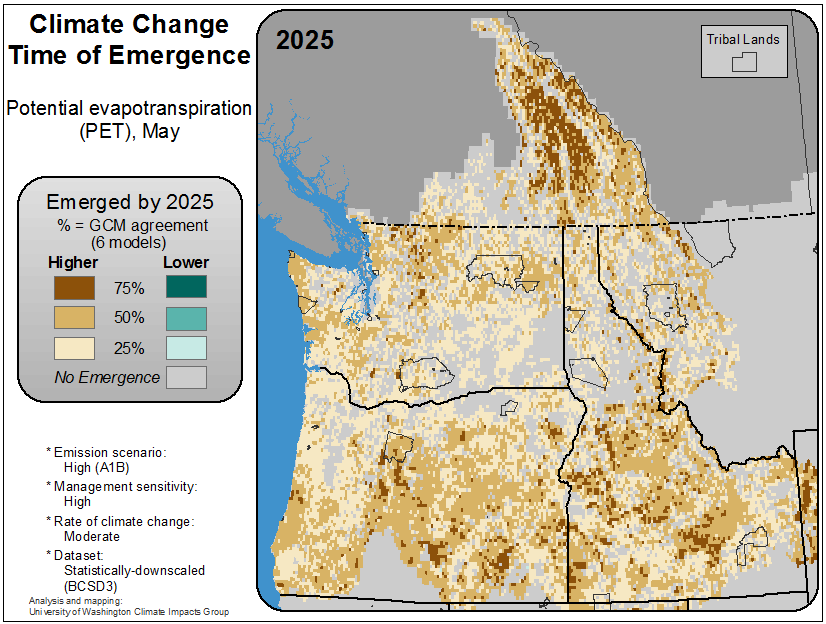 Climate Change
Time of Emergence
Potential evapotranspiration
(PET), May
Emerged by 2025
% = GCM agreement
(6 models)
Higher Lower
75%
50%
25%
No Emergence
* Emission scenario:
High (A1B)
* Management sensitivity:
High
* Rate of climate change:
Moderate
* Dataset:
Statistically-downscaled
(BCSD3)
Analysis and mapping:
University of Washington Climate Impacts Group
2025
Tribal Lands